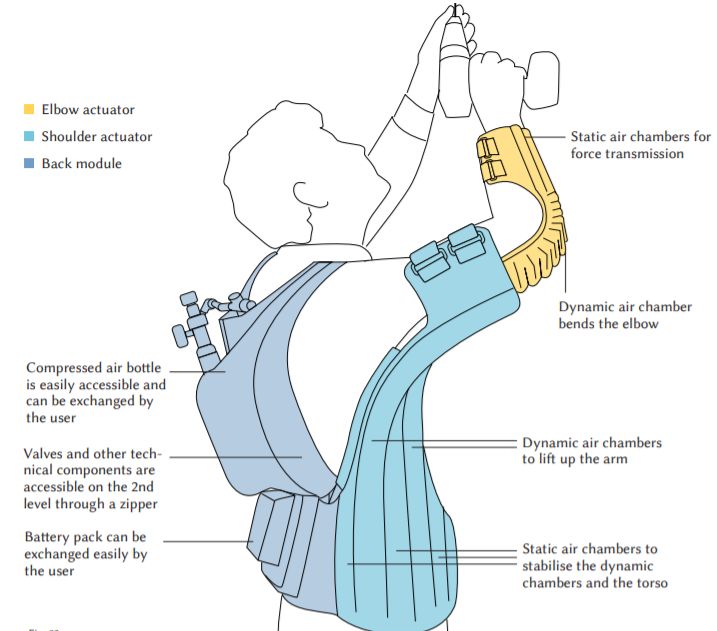 Elbow actuator
Shoulder actuator
Back module
Static air chambers for
force transmission
Dynamic air chamber
bends the elbow
Compressed air bottle
is easily accessible and
can be exchanged by
the user
Valves and other tech-
nical components are
accessible on the 2nd
level through a zipper
Battery pack can be
exchanged easily by
the user
Dynamic air chambers
to lift up the arm
Static air chambers to
stabilise the dynamic
chambers and the torso